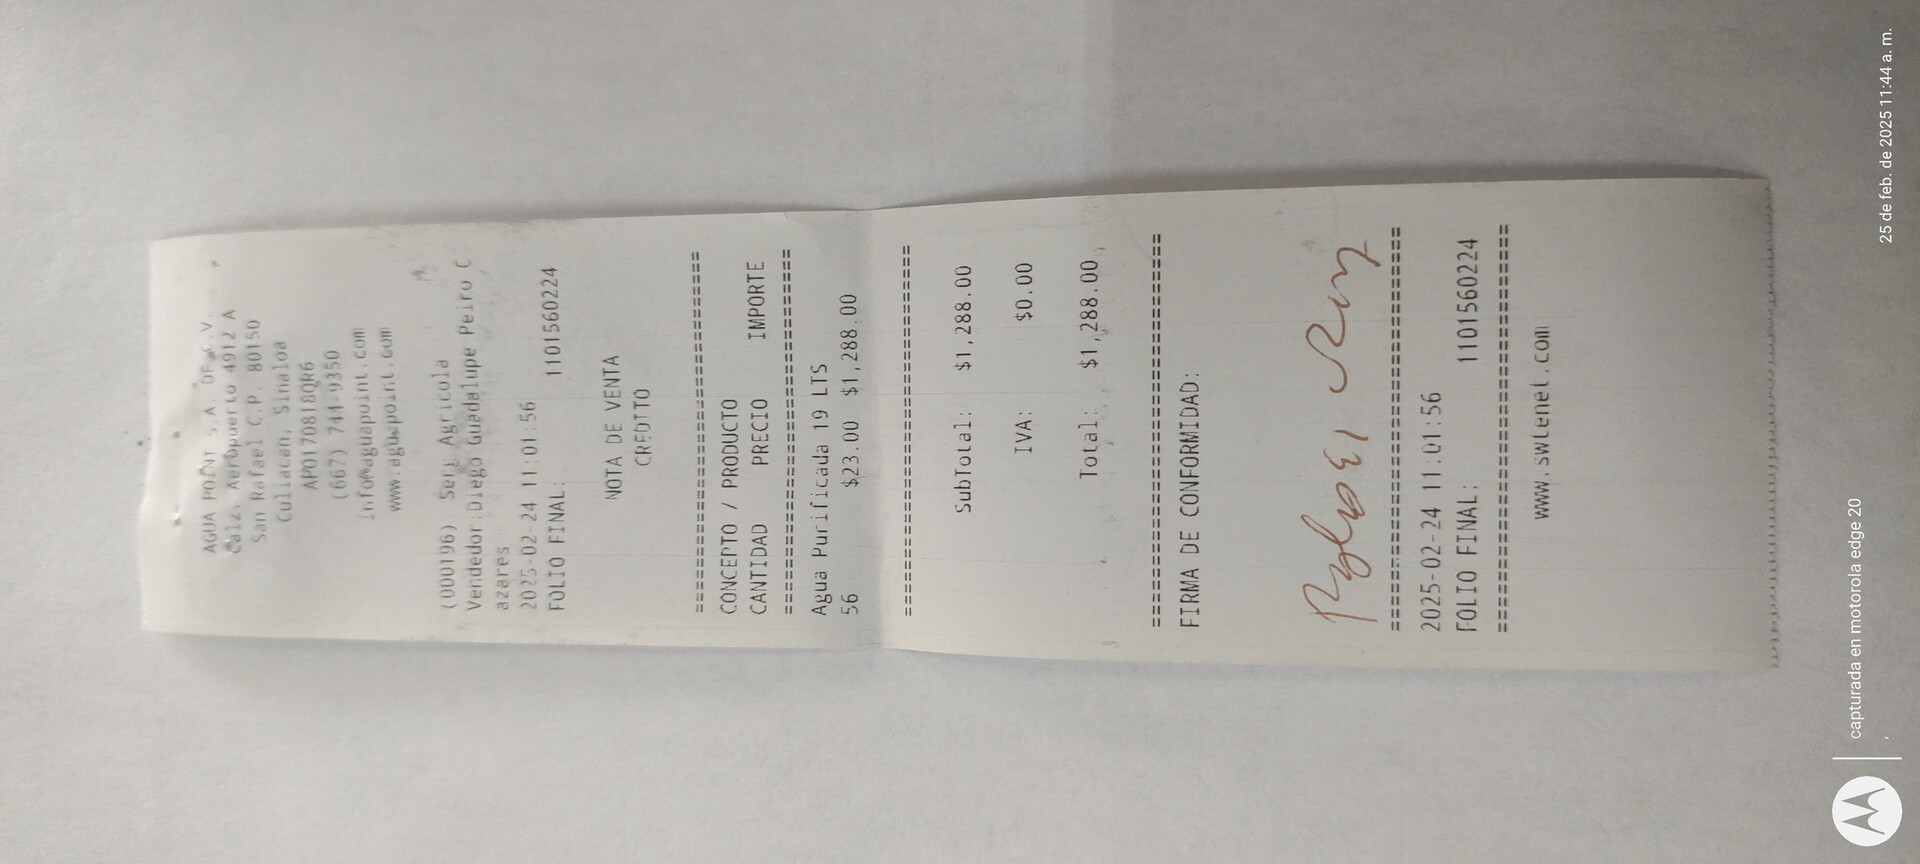 AGUA POINT S.A. DE C.V.
Calz. Aeropuerto 4912 A
San Rafael C.P. 80150
Culiacan, Sinaloa
APO170818QR6
(667) 744-9350
info@aguapoint.com
www.aguapoint.com
(000196) Serg Agricola
Vendedor:Diego Guadalupe Peiro C
azares
2025-02-24 11:01:56
FOLIO FINAL: 1101560224
NOTA DE VENTA
CREDITO
================================
CONCEPTO / PRODUCTO
CANTIDAD PRECIO IMPORTE
================================
Agua Purificada 19 LTS
56 $23.00 $1,288.00
================================
SubTotal: $1,288.00
IVA: $0.00
Total: $1,288.00
================================
FIRMA DE CONFORMIDAD:
================================
2025-02-24 11:01:56
FOLIO FINAL: 1101560224
================================
www.swtenet.com
capturada en motorola edge 20
25 de feb. de 2025 11:44 a. m.